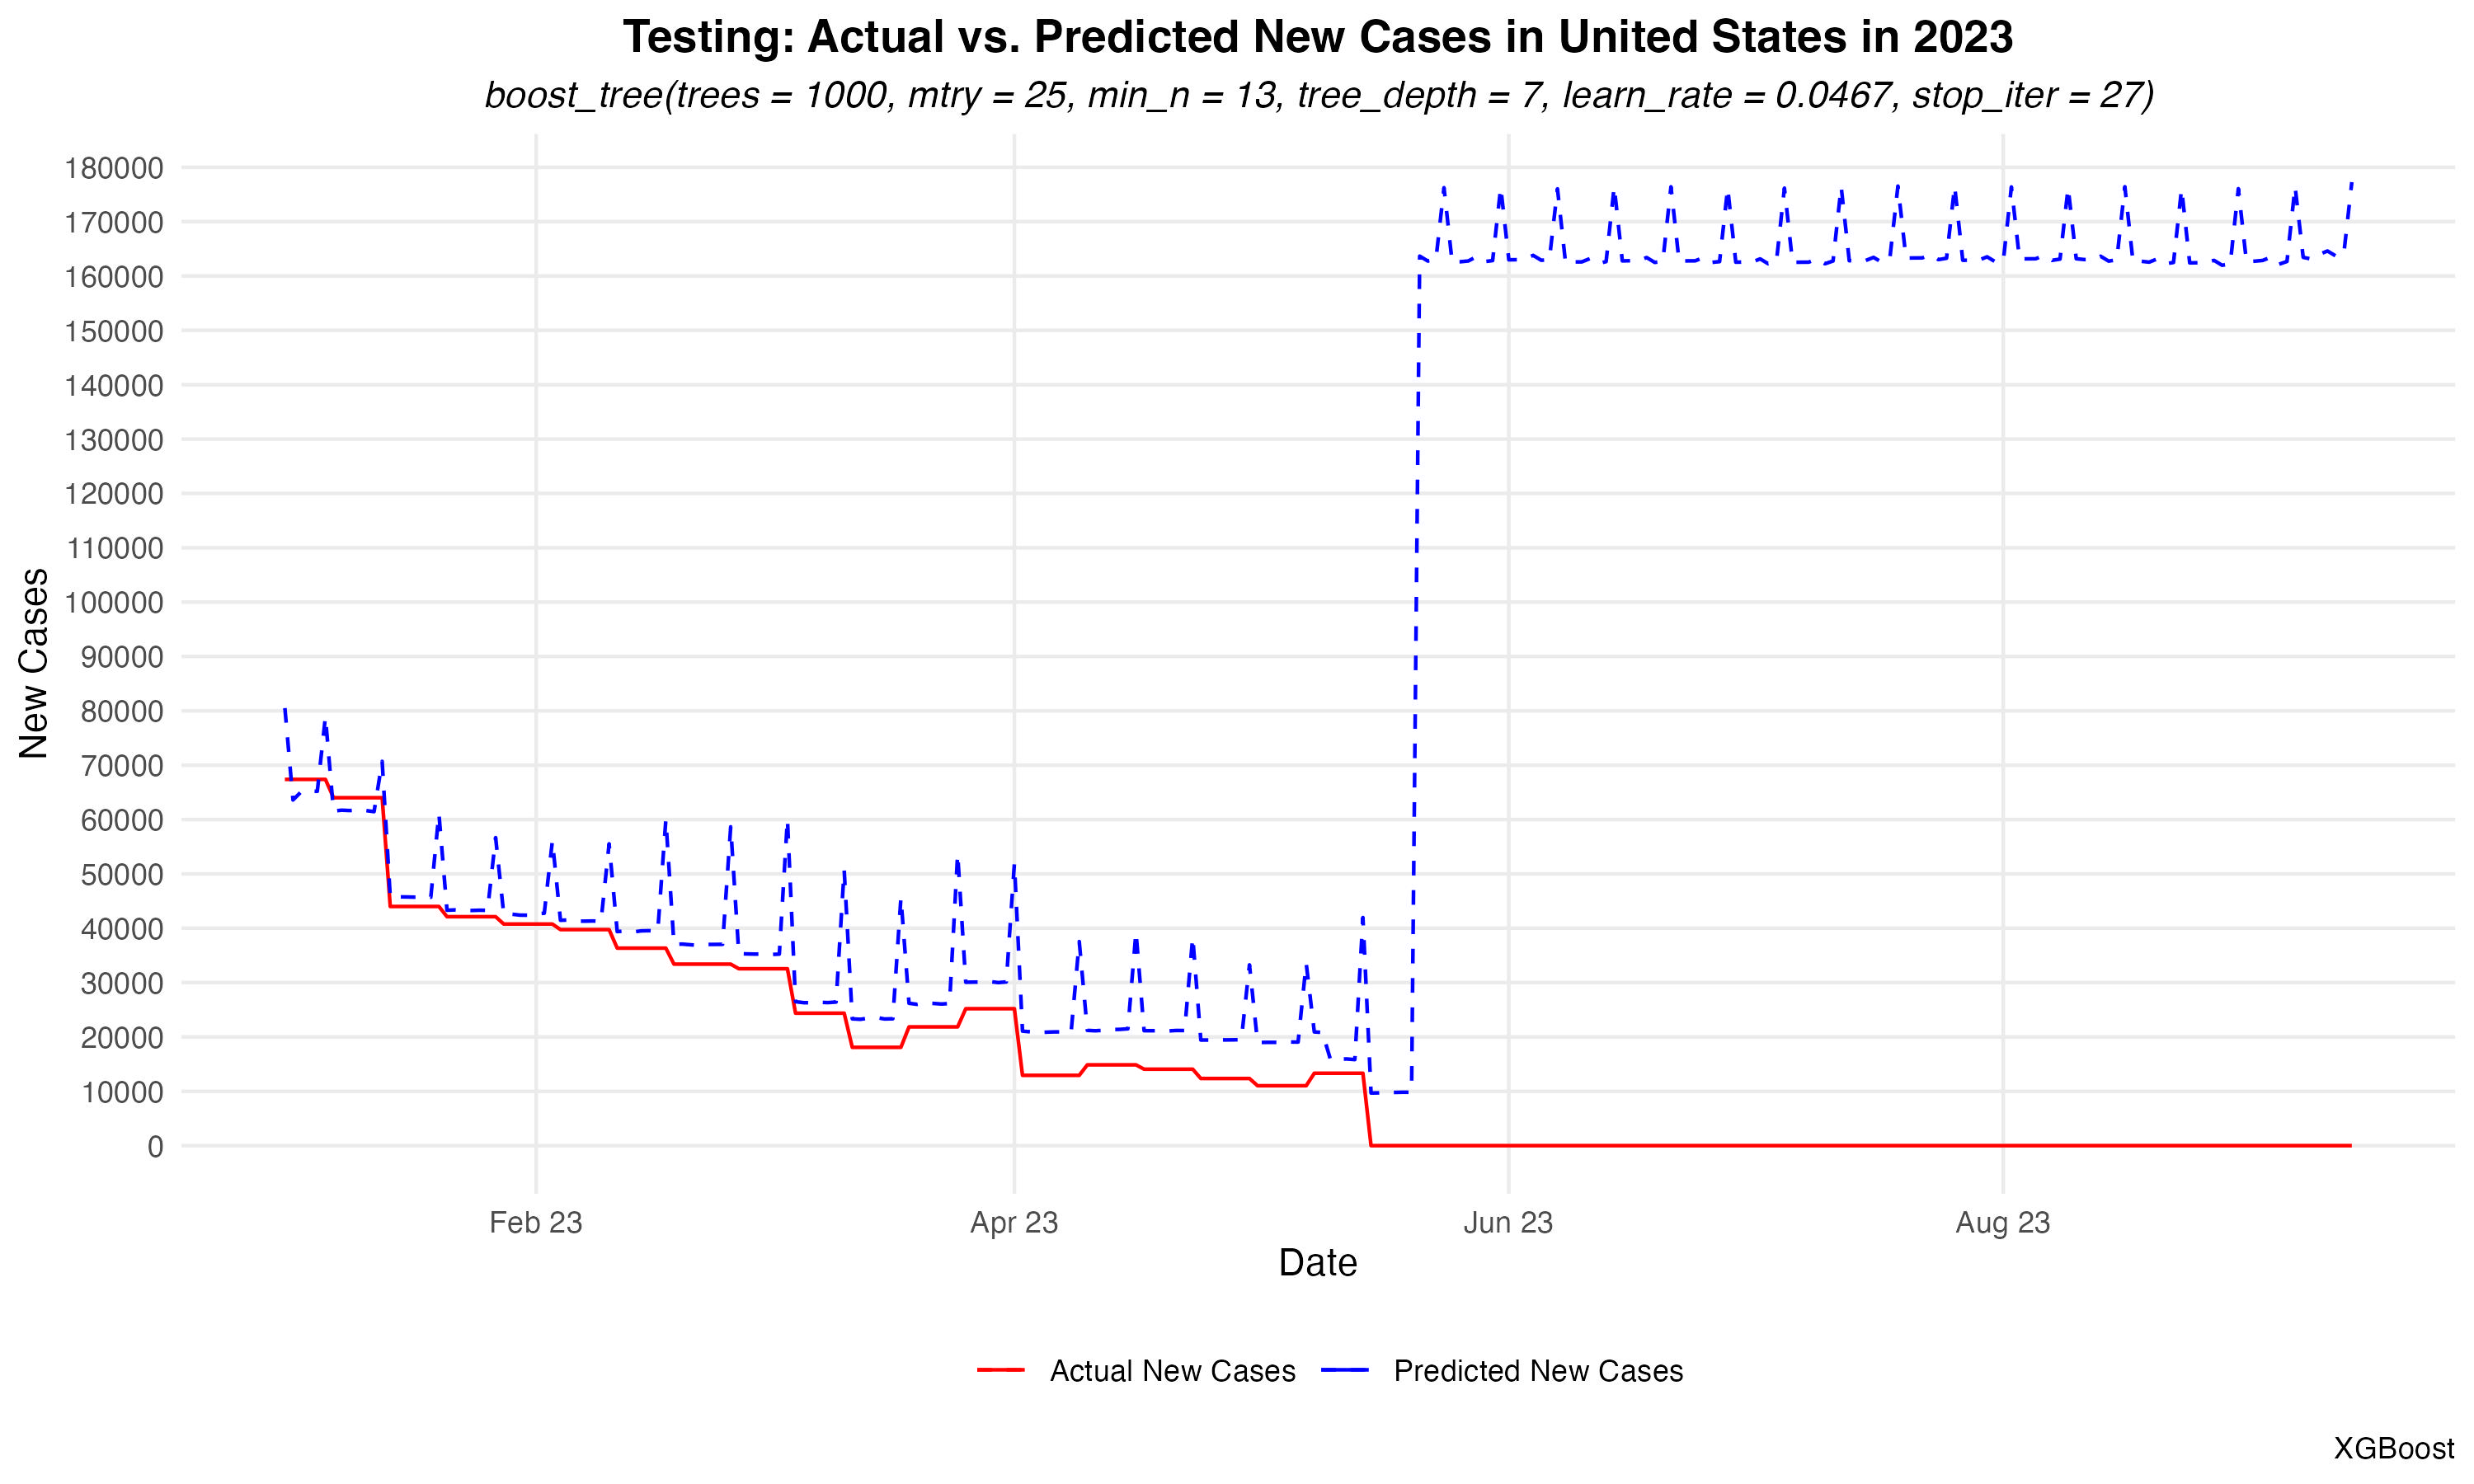 Testing: Actual vs. Predicted New Cases in United States in 2023
boost_tree(trees = 1000, mtry = 25, min_n = 13, tree_depth = 7, learn_rate = 0.0467, stop_iter = 27)
New Cases
180000
170000
160000
150000
140000
130000
120000
110000
100000
90000
80000
70000
60000
50000
40000
30000
20000
10000
0
Feb 23 Apr 23 Jun 23 Aug 23
Date
Actual New Cases Predicted New Cases
XGBoost